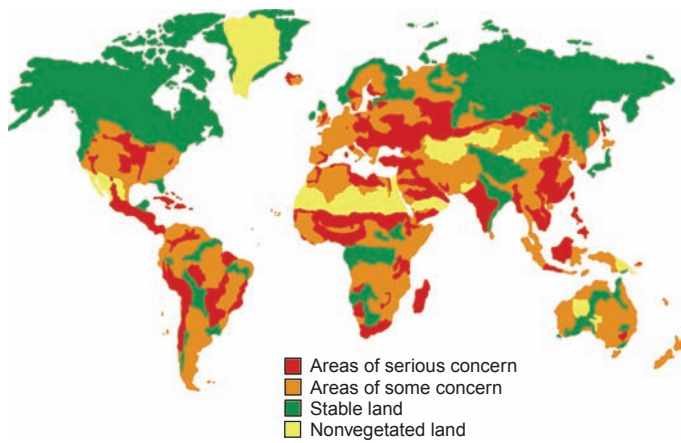 Areas of serious concern
Areas of some concern
Stable land
Nonvegetated land